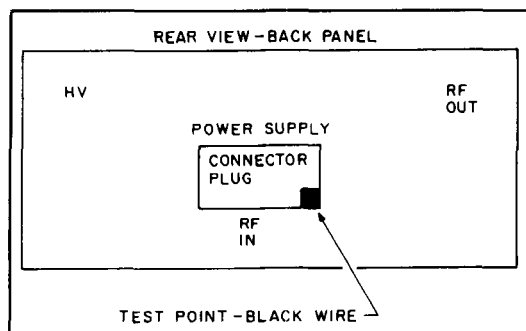 REAR VIEW-BACK PANEL
HV
RF
OUT
POWER SUPPLY
CONNECTOR
PLUG
RF
IN
TEST POINT-BLACK WIRE